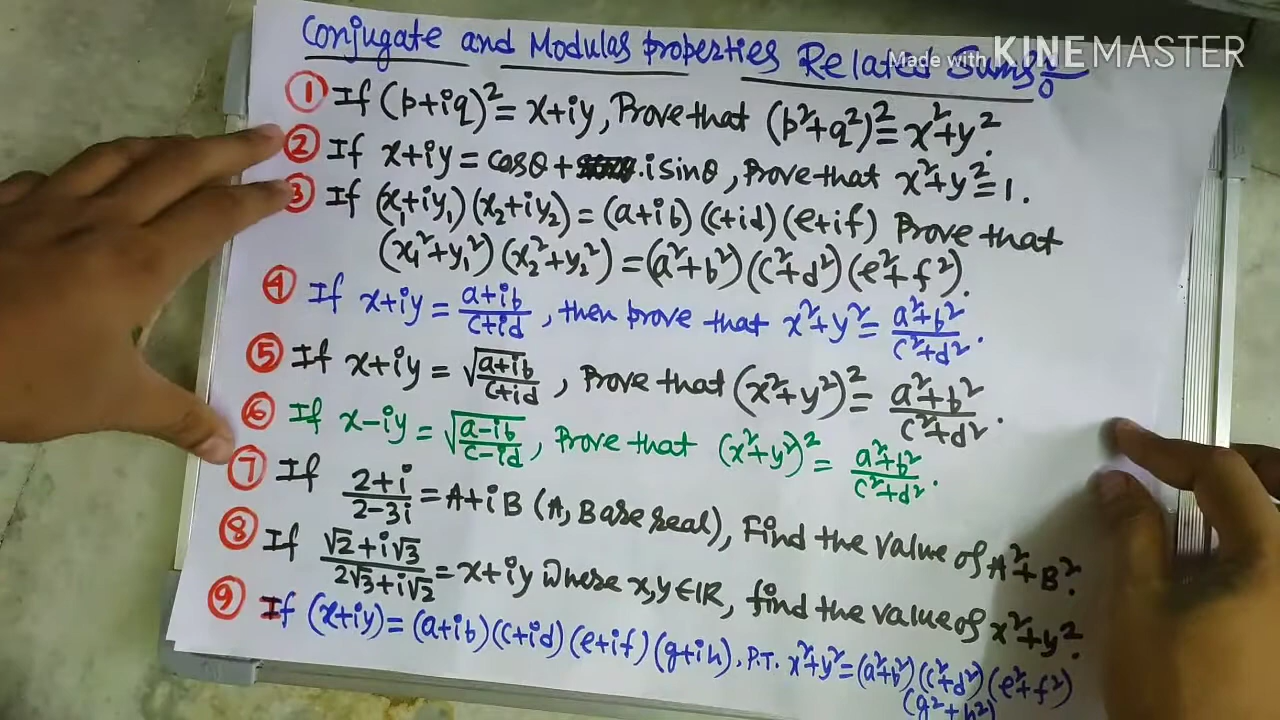 Conjugate and Modulas properties Related Sums:
Made with KINEMASTER
① If (p+iq)² = x+iy, Prove that (p²+q²)² = x²+y².
② If x+iy = cosθ + i sinθ, Prove that x²+y²=1.
③ If (x₁+iy₁)(x₂+iy₂) = (a+ib)(c+id)(e+if) Prove that
(x₁²+y₁²)(x₂²+y₂²) = (a²+b²)(c²+d²)(e²+f²).
④ If x+iy = (a+ib)/(c+id), then prove that x²+y² = (a²+b²)/(c²+d²).
⑤ If x+iy = √((a+ib)/(c+id)), Prove that (x²+y²)² = (a²+b²)/(c²+d²).
⑥ If x-iy = √((a-ib)/(c-id)), Prove that (x²+y²)² = (a²+b²)/(c²+d²).
⑦ If (2+i)/(2-3i) = A+iB (A, B are real), Find the value of A²+B².
⑧ If (√2+i√3)/(2√3+i√2) = x+iy where x,y∈IR, find the value of x²+y².
⑨ If (x+iy) = (a+ib)(c+id)(e+if)(g+ih). P.T. x²+y² = (a²+b²)(c²+d²)(e²+f²)
(g²+h²)